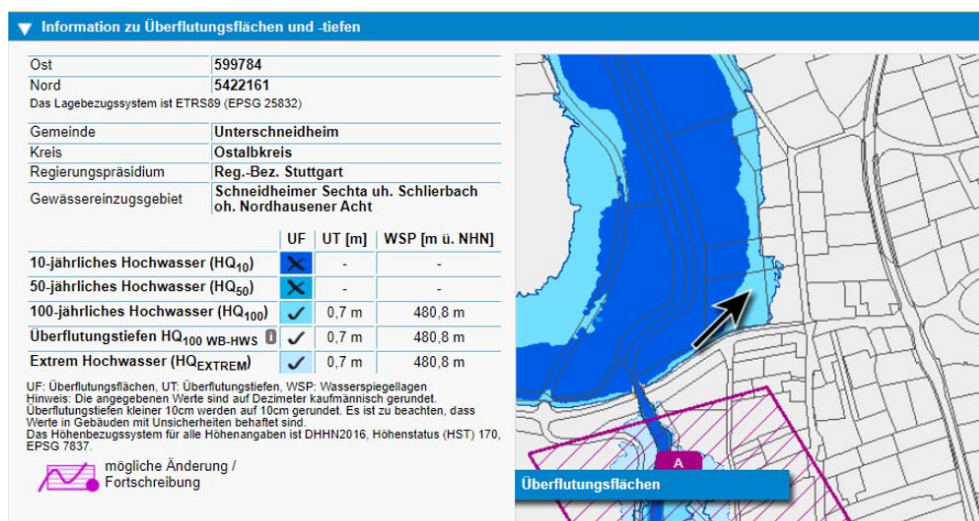 Information zu Überflutungsflächen und -tiefen
Ost 599784
Nord 5422161
Das Lagebezugssystem ist ETRS89 (EPSG 25832)
Gemeinde Unterschneidheim
Kreis Ostalbkreis
Regierungspräsidium Reg.-Bez. Stuttgart
Gewässereinzugsgebiet Schneidheimer Sechta uh. Schlierbach
oh. Nordhausener Acht
UF UT [m] WSP [m ü. NHN]
10-jährliches Hochwasser (HQ10) - -
50-jährliches Hochwasser (HQ50) - -
100-jährliches Hochwasser (HQ100) 0,7 m 480,8 m
Überflutungstiefen HQ100 WB-HWS i 0,7 m 480,8 m
Extrem Hochwasser (HQEXTREM) 0,7 m 480,8 m
UF: Überflutungsflächen, UT: Überflutungstiefen, WSP: Wasserspiegellagen
Hinweis: Die angegebenen Werte sind auf Dezimeter kaufmännisch gerundet.
Überflutungstiefen kleiner 10cm werden auf 10cm gerundet. Es ist zu beachten, dass
Werte in Gebäuden mit Unsicherheiten behaftet sind.
Das Höhenbezugssystem für alle Höhenangaben ist DHHN2016, Höhenstatus (HST) 170,
EPSG 7837.
mögliche Änderung /
Fortschreibung
A
Überflutungsflächen